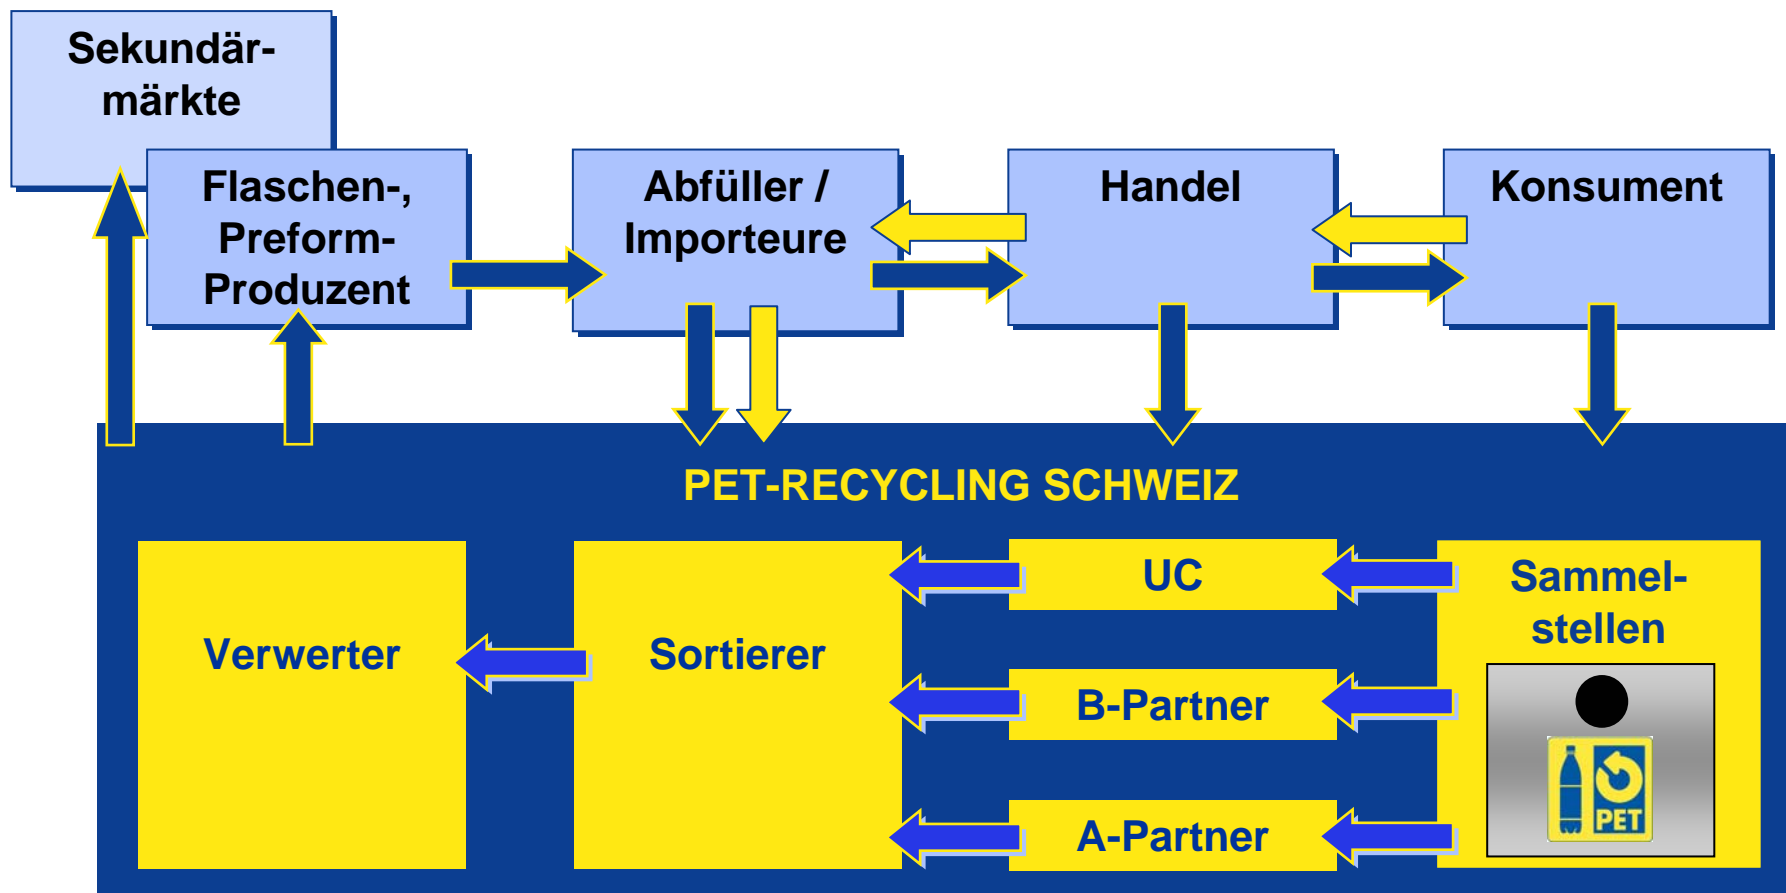 Sekundär-
märkte
Flaschen-,
Preform-
Produzent
Abfüller /
Importeure
Handel
Konsument
PET-RECYCLING SCHWEIZ
Verwerter
Sortierer
UC
B-Partner
A-Partner
Sammel-
stellen
PET